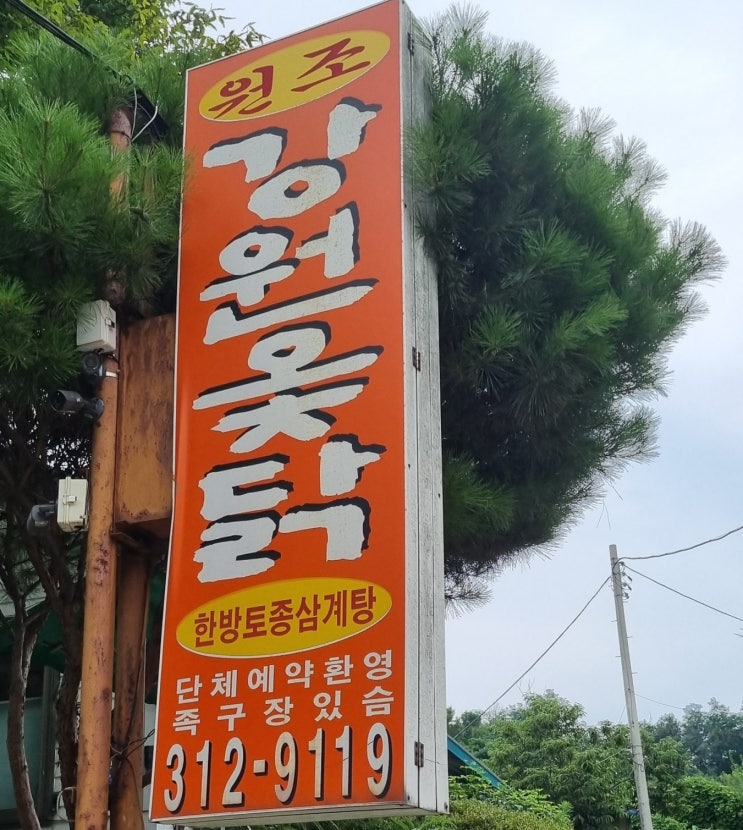 원조
강원옻닭
한방토종삼계탕
단체예약환영
족구장있슴
312-9119